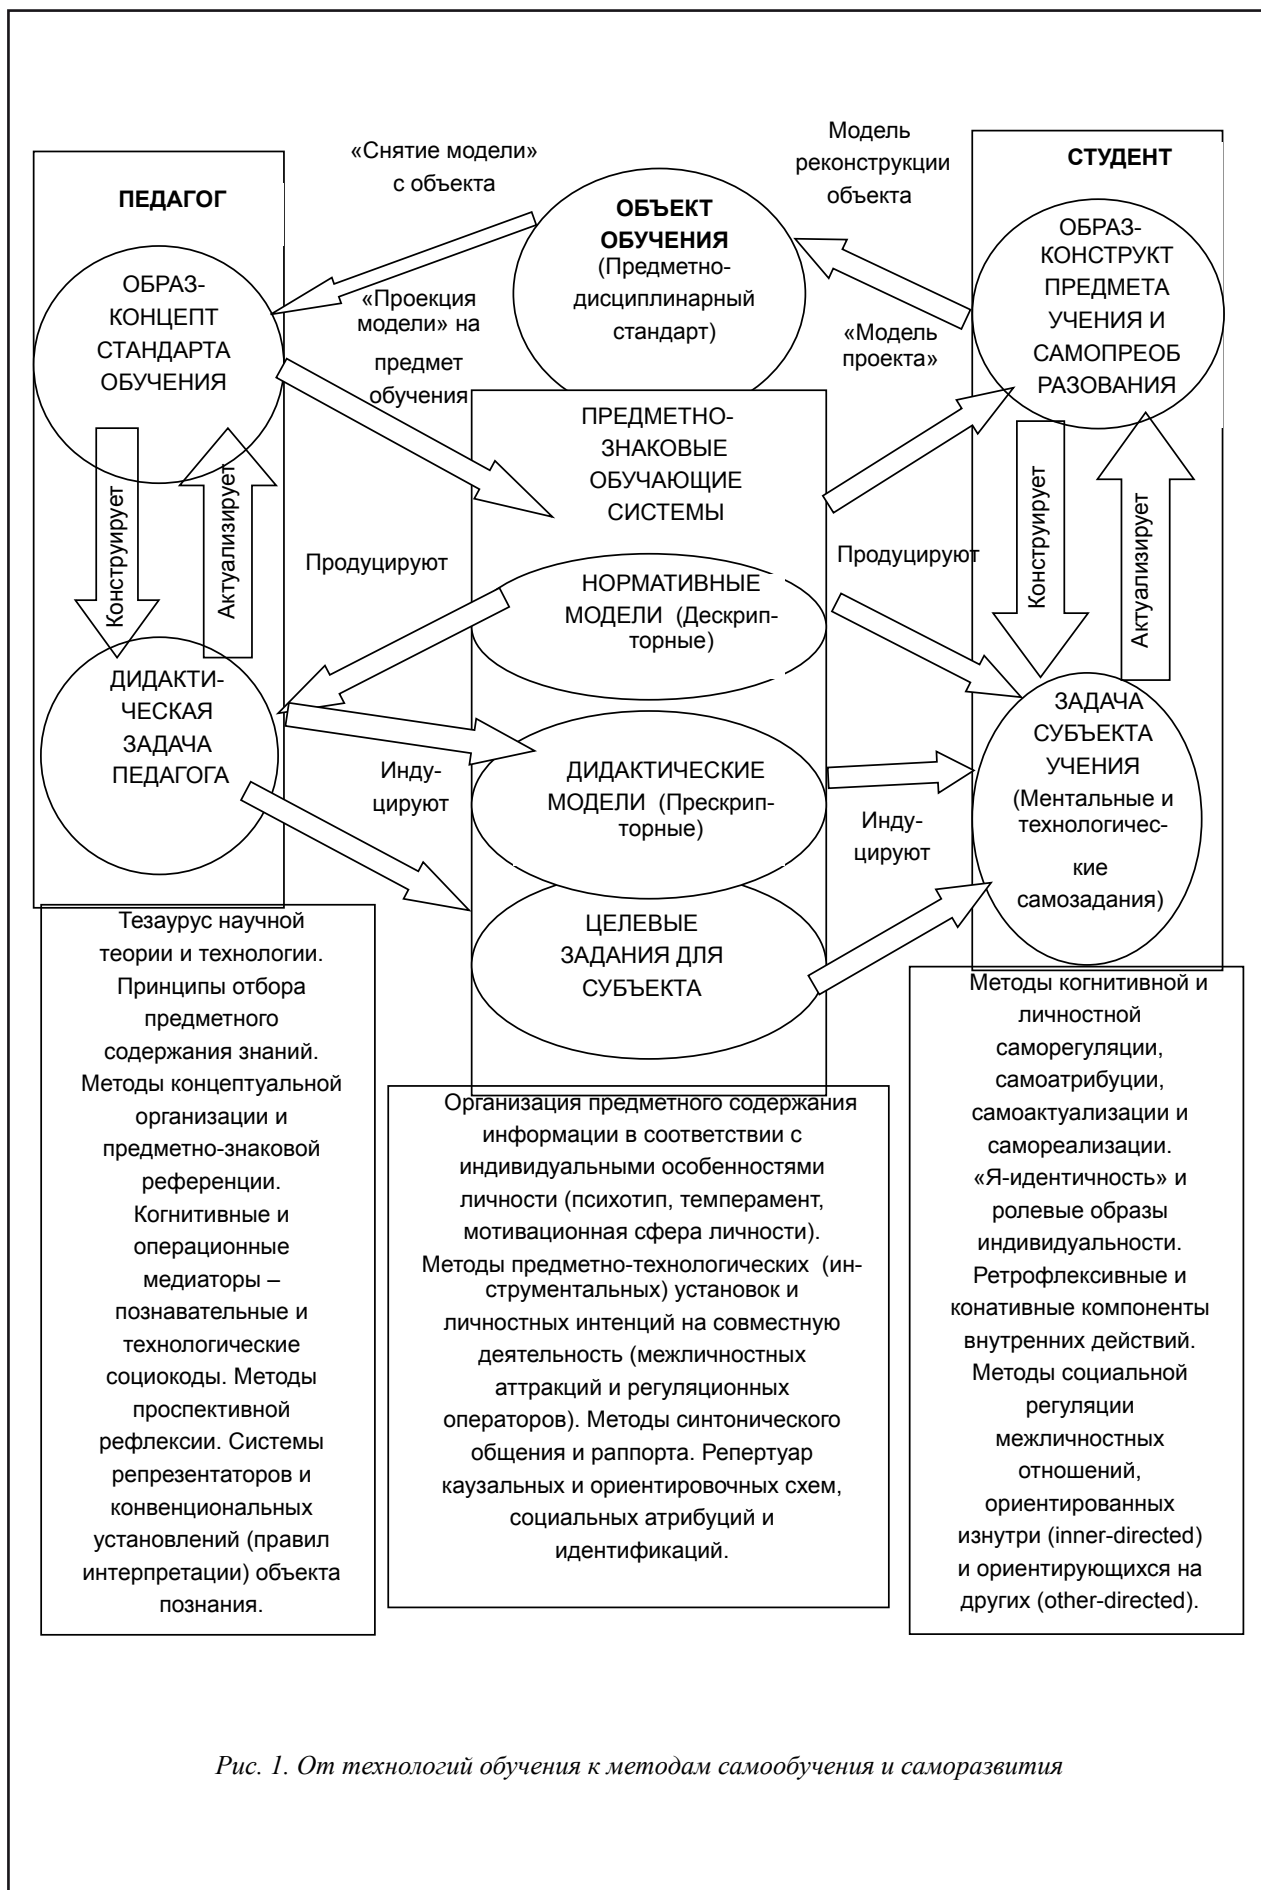 «Снятие модели»
с объекта
Модель
реконструкции
объекта
ПЕДАГОГ
ОБРАЗ-
КОНЦЕПТ
СТАНДАРТА
ОБУЧЕНИЯ
ОБЪЕКТ
ОБУЧЕНИЯ
(Предметно-
дисциплинарный
стандарт)
СТУДЕНТ
ОБРАЗ-
КОНСТРУКТ
ПРЕДМЕТА
УЧЕНИЯ И
САМОПРЕОБ
РАЗОВАНИЯ
«Проекция
модели» на
предмет
обучения
«Модель
проекта»
ПРЕДМЕТНО-
ЗНАКОВЫЕ
ОБУЧАЮЩИЕ
СИСТЕМЫ
Конструирует
Актуализирует
Продуцируют
Продуцируют
Конструирует
Актуализирует
НОРМАТИВНЫЕ
МОДЕЛИ (Дескрип-
торные)
ДИДАКТИ-
ЧЕСКАЯ
ЗАДАЧА
ПЕДАГОГА
Инду-
цируют
ДИДАКТИЧЕСКИЕ
МОДЕЛИ (Прескрип-
торные)
Инду-
цируют
ЗАДАЧА
СУБЪЕКТА
УЧЕНИЯ
(Ментальные и
технологичес-
кие
самозадания)
ЦЕЛЕВЫЕ
ЗАДАНИЯ ДЛЯ
СУБЪЕКТА
Тезаурус научной
теории и технологии.
Принципы отбора
предметного
содержания знаний.
Методы концептуальной
организации и
предметно-знаковой
референции.
Когнитивные и
операционные
медиаторы –
познавательные и
технологические
социокоды. Методы
проспективной
рефлексии. Системы
репрезентаторов и
конвенциональных
установлений (правил
интерпретации) объекта
познания.
Организация предметного содержания
информации в соответствии с
индивидуальными особенностями
личности (психотип, темперамент,
мотивационная сфера личности).
Методы предметно-технологических (ин-
струментальных) установок и
личностных интенций на совместную
деятельность (межличностных
аттракций и регуляционных
операторов). Методы синтонического
общения и раппорта. Репертуар
каузальных и ориентировочных схем,
социальных атрибуций и
идентификаций.
Методы когнитивной и
личностной
саморегуляции,
самоатрибуции,
самоактуализации и
самореализации.
«Я-идентичность» и
ролевые образы
индивидуальности.
Ретрофлексивные и
конативные компоненты
внутренних действий.
Методы социальной
регуляции
межличностных
отношений,
ориентированных
изнутри (inner-directed)
и ориентирующихся на
других (other-directed).
Рис. 1. От технологий обучения к методам самообучения и саморазвития